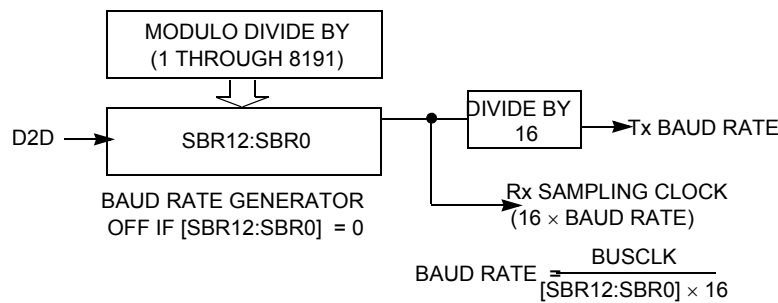 MODULO DIVIDE BY
(1 THROUGH 8191)
D2D
SBR12:SBR0
DIVIDE BY
16
Tx BAUD RATE
BAUD RATE GENERATOR
OFF IF [SBR12:SBR0] = 0
Rx SAMPLING CLOCK
(16 × BAUD RATE)
BAUD RATE =
BUSCLK
[SBR12:SBR0] × 16